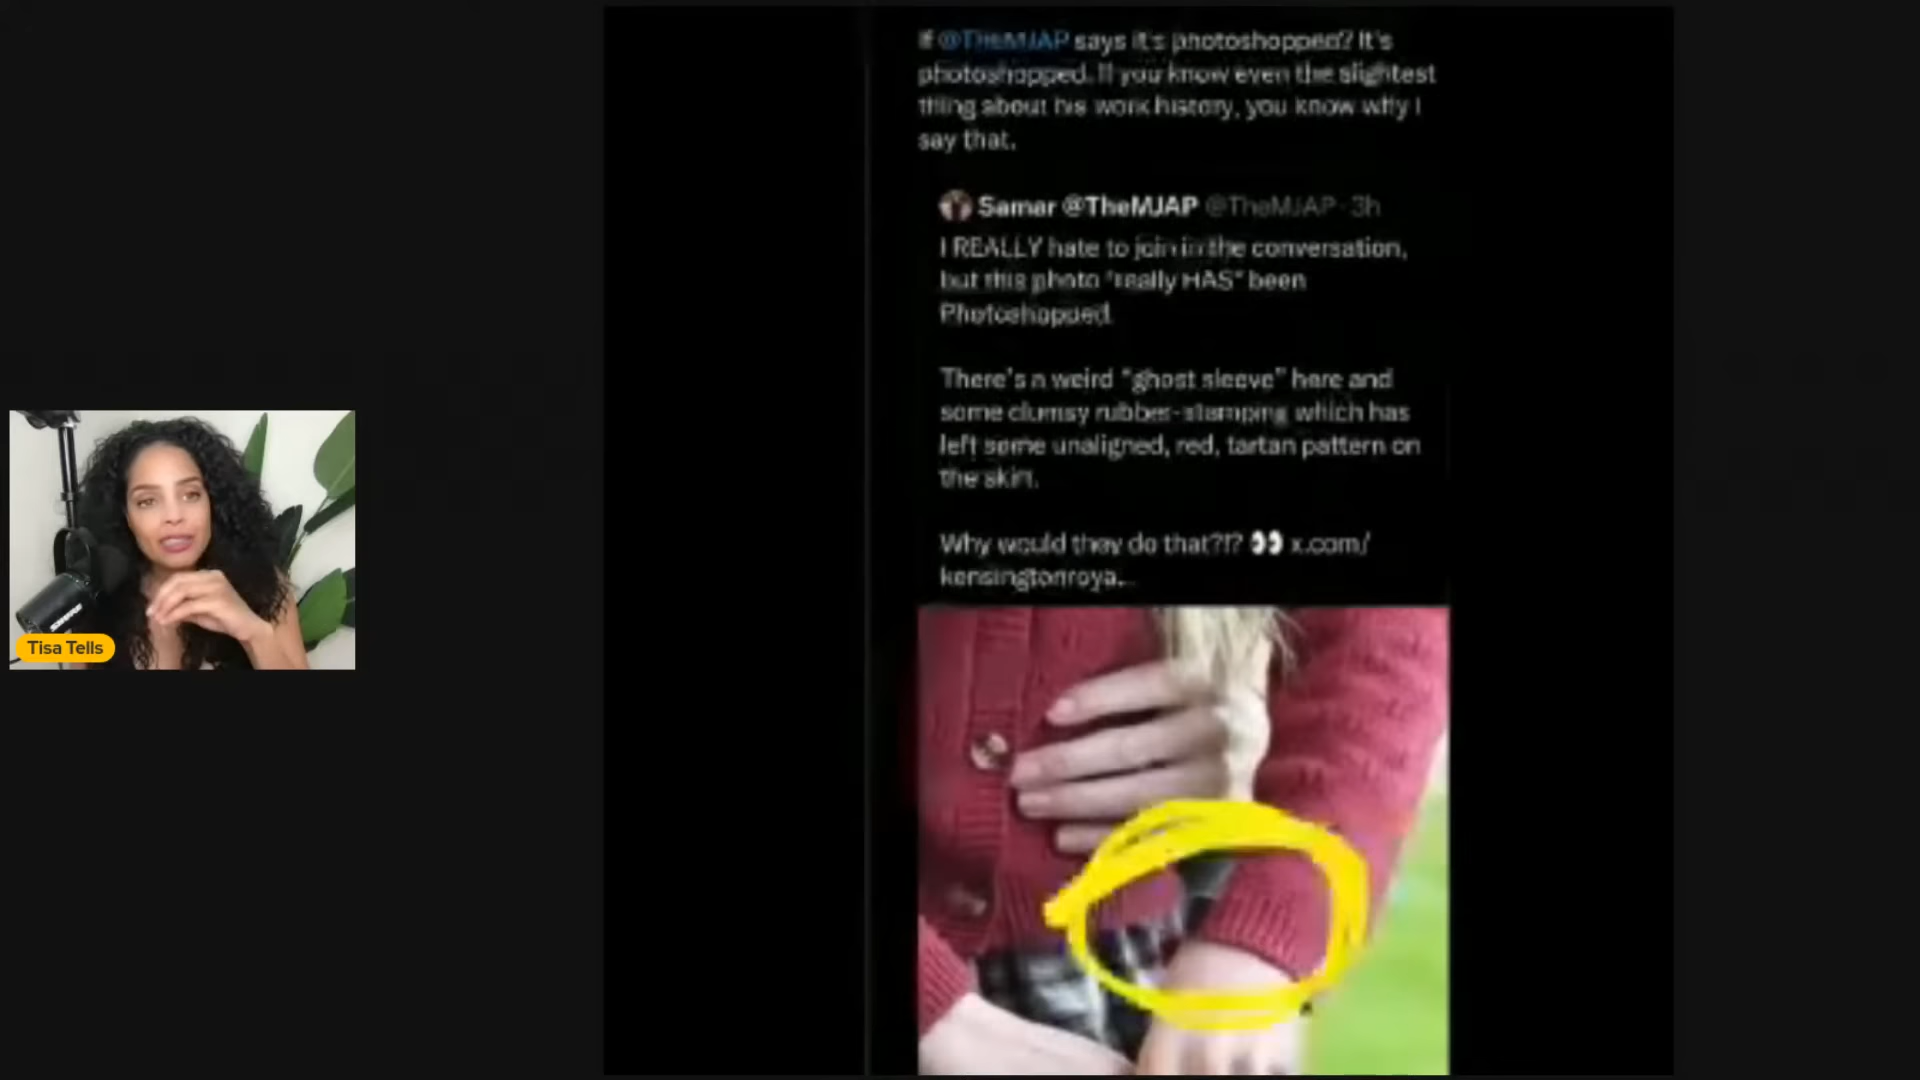 If @TheMJAP says it's photoshopped? It's
photoshopped. If you know even the slightest
thing about his work history, you know why I
say that.
Samar @TheMJAP @TheMJAP · 3h
I REALLY hate to join in the conversation,
but this photo *really HAS* been
Photoshopped.
There's a weird "ghost sleeve" here and
some clumsy rubber-stamping which has
left some unaligned, red, tartan pattern on
the skirt.
Why would they do that?!? 👀 x.com/
kensingtonroya…
SHURE
Tisa Tells